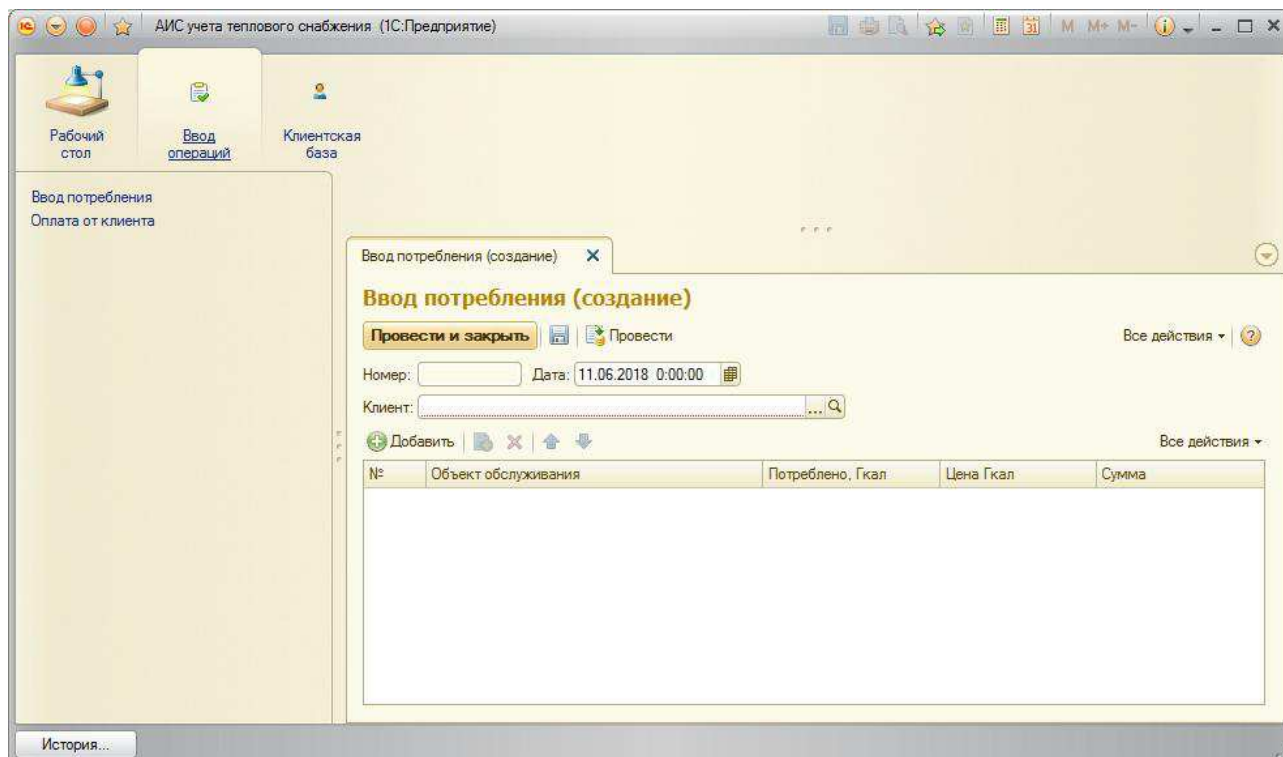 АИС учета теплового снабжения (1С:Предприятие)
31 M M+ M-
Рабочий стол
Ввод операций
Клиентская база
Ввод потребления
Оплата от клиента
Ввод потребления (создание)
Ввод потребления (создание)
Провести и закрыть Провести Все действия
Номер: Дата: 11.06.2018 0:00:00
Клиент: ...
Добавить Все действия
№ Объект обслуживания Потреблено, Гкал Цена Гкал Сумма
История...